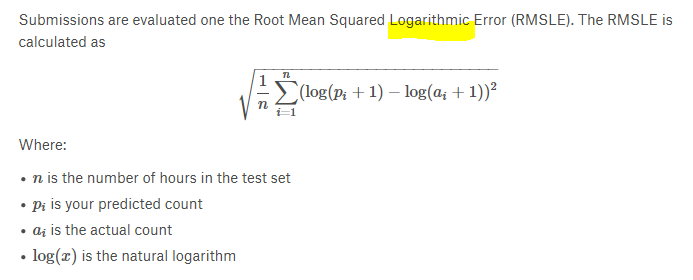 Submissions are evaluated one the Root Mean Squared Logarithmic Error (RMSLE). The RMSLE is
calculated as
\sqrt{\frac{1}{n}\sum_{i=1}^{n}(\log(p_i + 1) - \log(a_i + 1))^2}
Where:
• n is the number of hours in the test set
• p_i is your predicted count
• a_i is the actual count
• log(x) is the natural logarithm